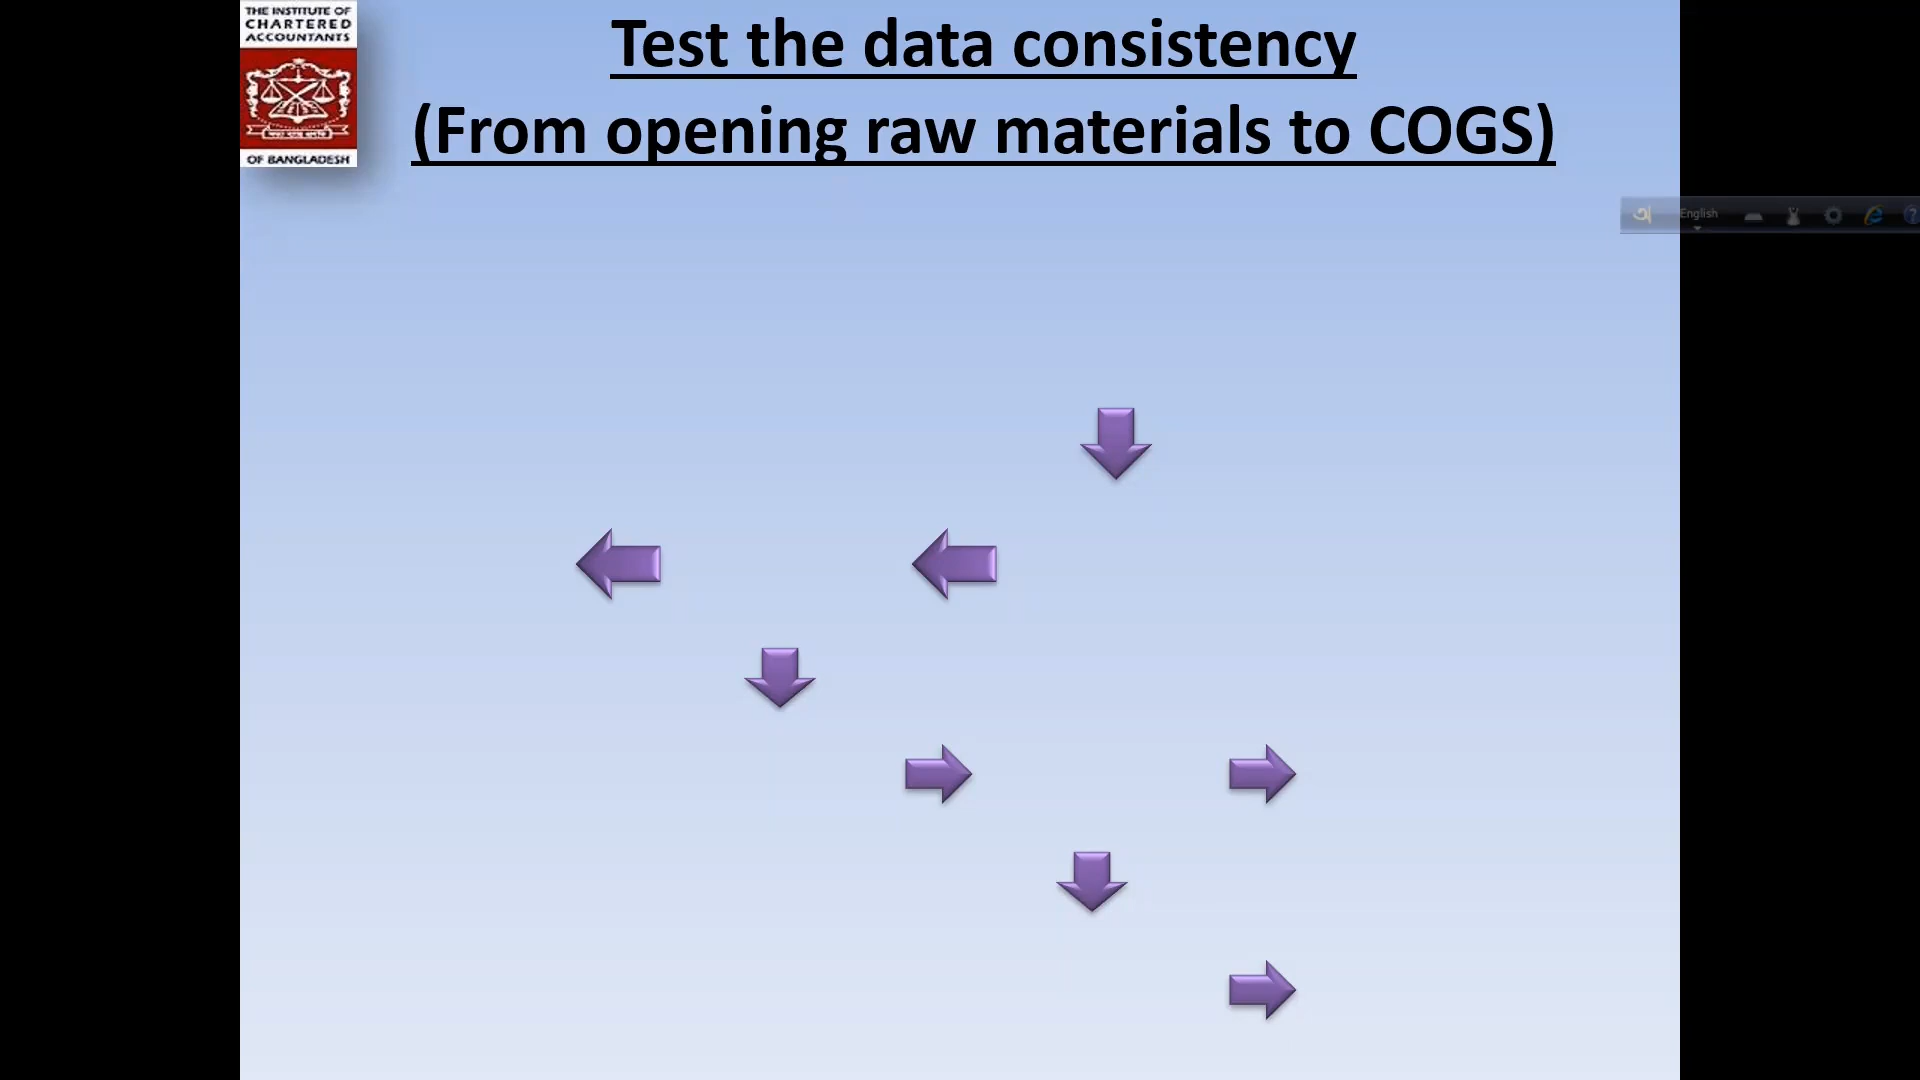 THE INSTITUTE OF
CHARTERED
ACCOUNTANTS
OF BANGLADESH
Test the data consistency
(From opening raw materials to COGS)
অ English ?